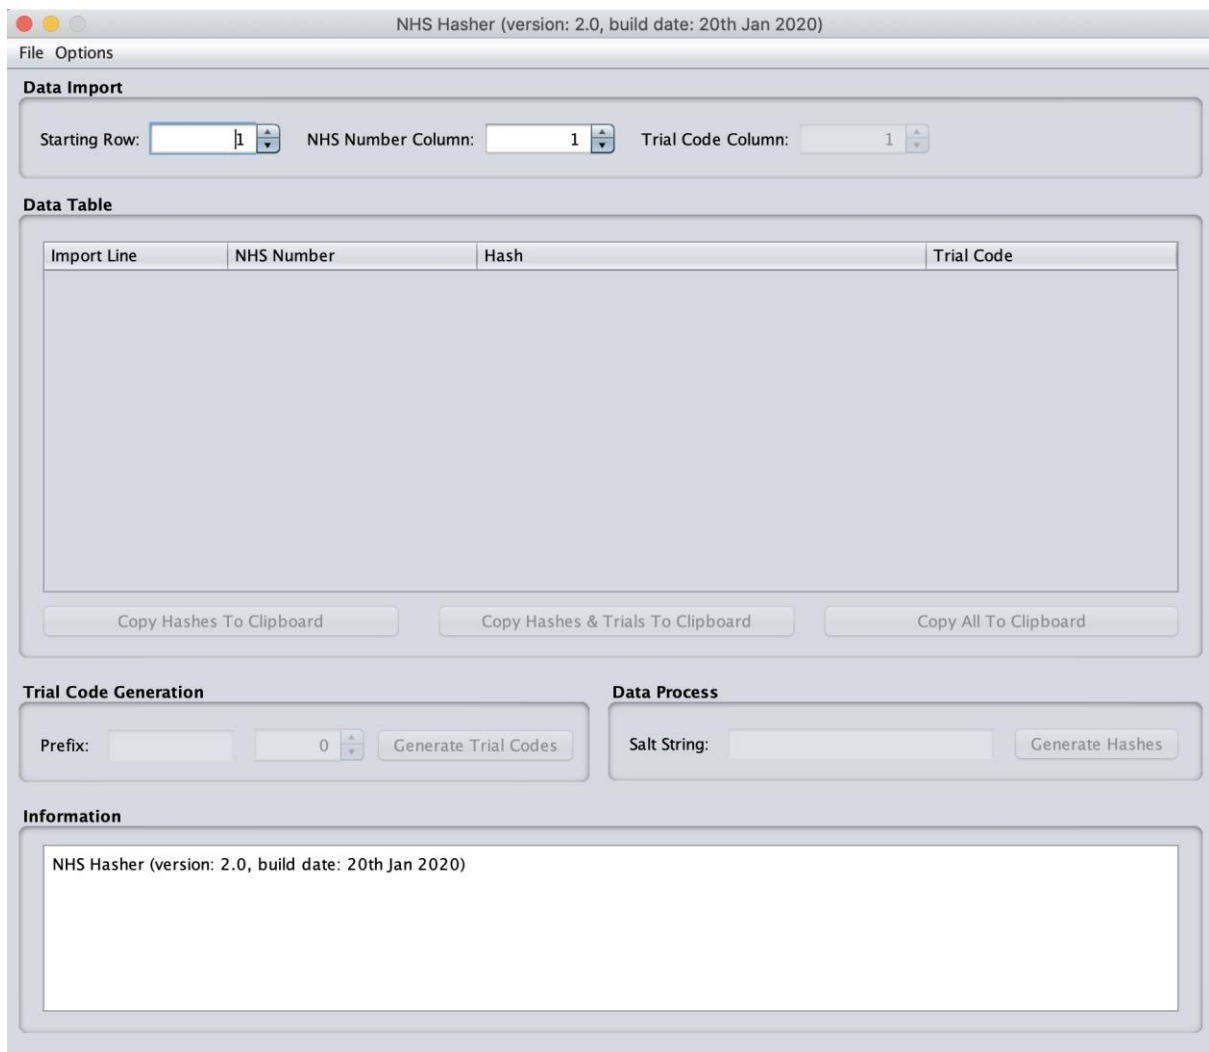 NHS Hasher (version: 2.0, build date: 20th Jan 2020)
File Options
Data Import
Starting Row: 1 NHS Number Column: 1 Trial Code Column: 1
Data Table
Import Line NHS Number Hash Trial Code
Copy Hashes To Clipboard Copy Hashes & Trials To Clipboard Copy All To Clipboard
Trial Code Generation Data Process
Prefix: 0 Generate Trial Codes Salt String: Generate Hashes
Information
NHS Hasher (version: 2.0, build date: 20th Jan 2020)